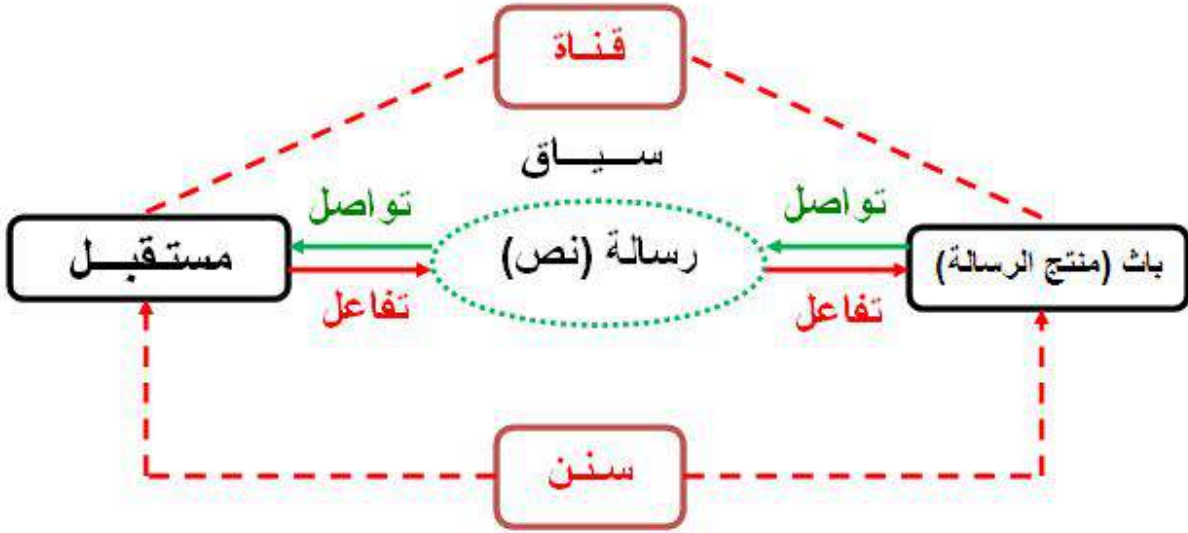 قناة
سياق
تواصل
تواصل
باث (منتج الرسالة)
رسالة (نص)
مستقبل
تفاعل
تفاعل
سنن